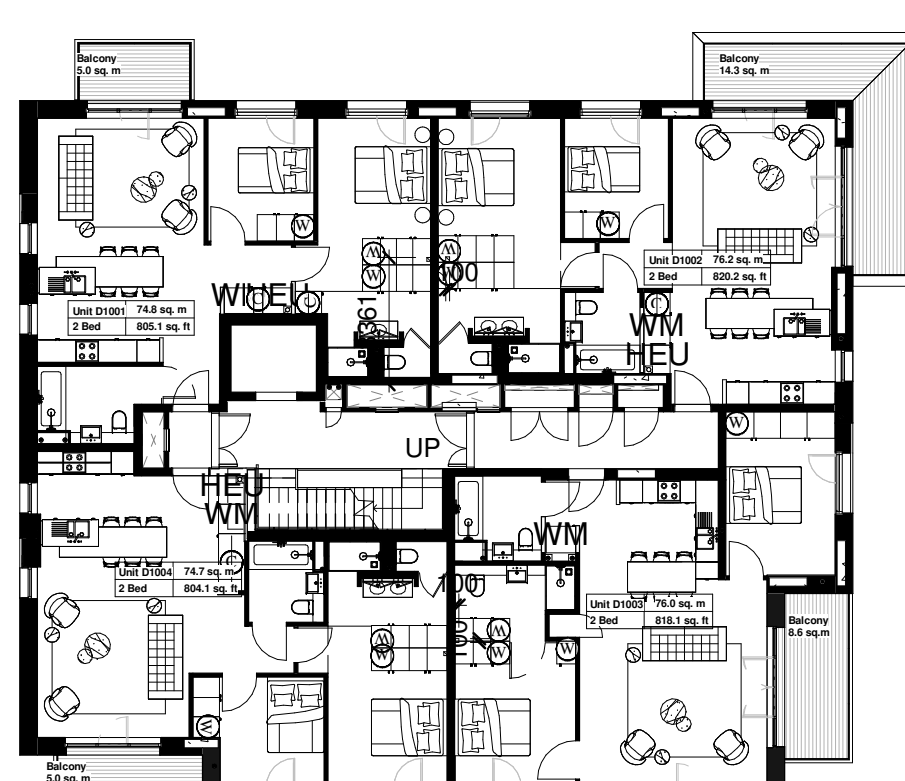 Balcony
5.0 sq. m
Balcony
14.3 sq. m
W
W
W
W
W
W
Unit D1002 76.2 sq. m
2 Bed 820.2 sq. ft
100
361
Unit D1001 74.8 sq. m
2 Bed 805.1 sq. ft
WM
HEU
UP
W
HEU
WM
WM
Unit D1004 74.7 sq. m
2 Bed 804.1 sq. ft
100
Unit D1003 76.0 sq. m
2 Bed 818.1 sq. ft
100
Balcony
8.6 sq.m
W
W
W
W
W
W
Balcony
5.0 sq. m